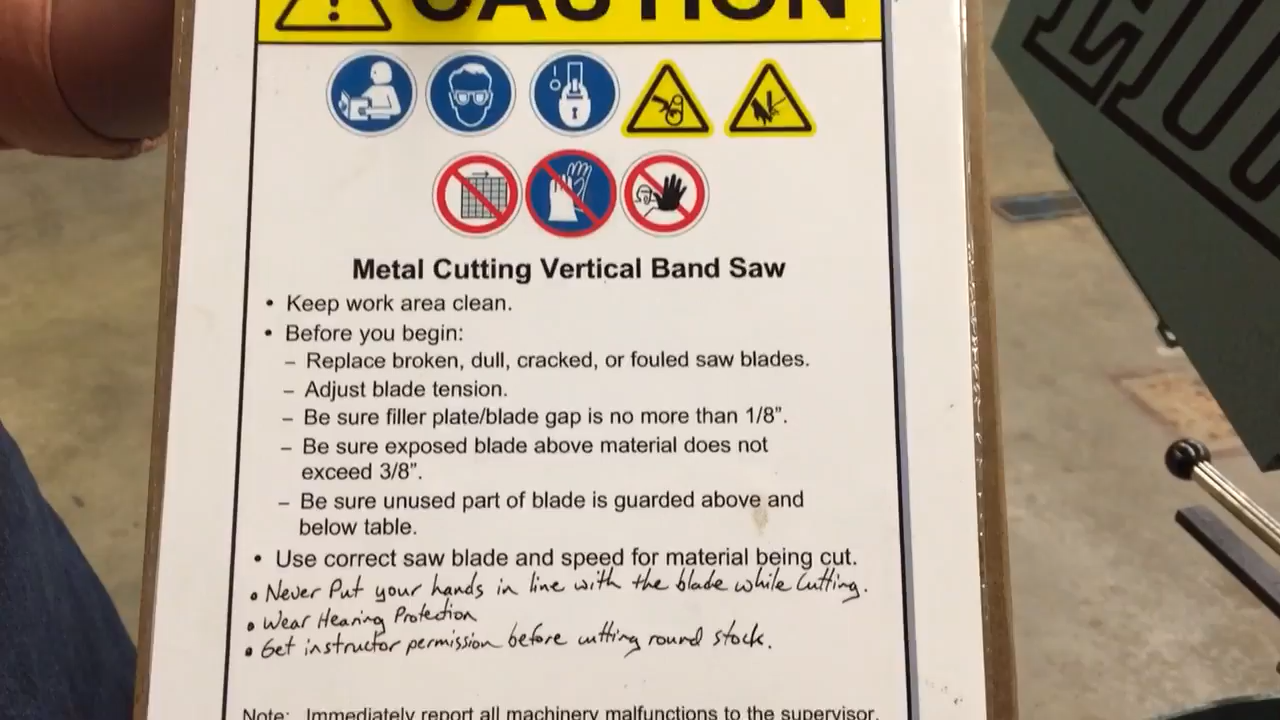 CAUTION
Metal Cutting Vertical Band Saw
• Keep work area clean.
• Before you begin:
– Replace broken, dull, cracked, or fouled saw blades.
– Adjust blade tension.
– Be sure filler plate/blade gap is no more than 1/8”.
– Be sure exposed blade above material does not
exceed 3/8”.
– Be sure unused part of blade is guarded above and
below table.
• Use correct saw blade and speed for material being cut.
• Never Put your hands in line with the blade while Cutting.
• Wear Hearing Protection
• Get instructor permission before cutting round stock.
Note: Immediately report all machinery malfunctions to the supervisor.